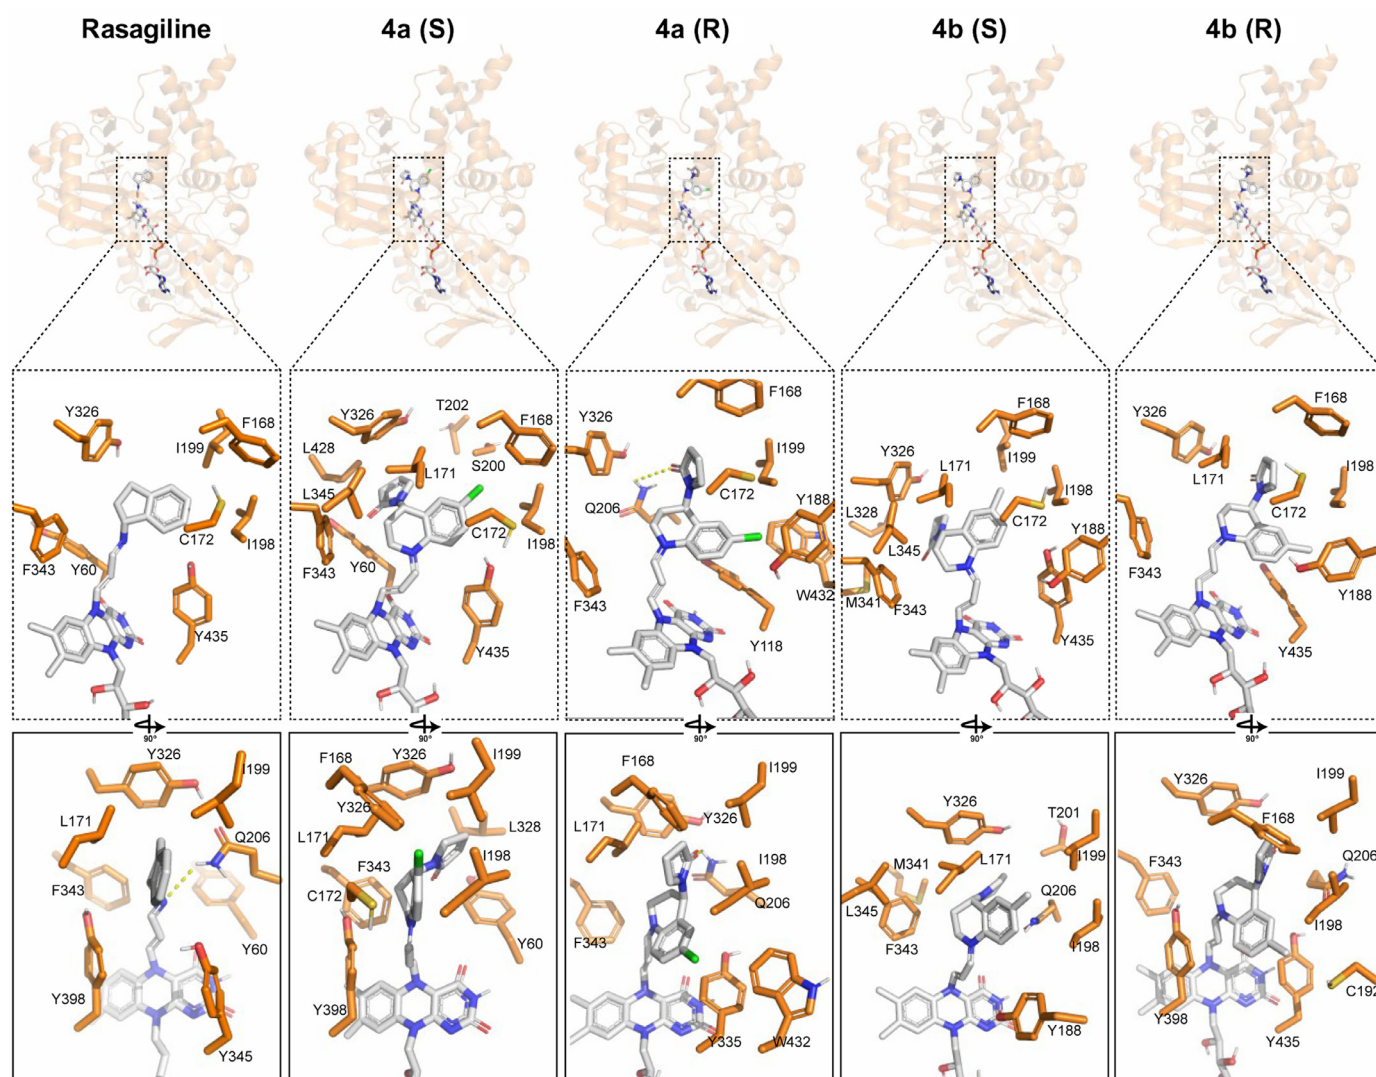 Rasagiline
4a (S)
4a (R)
4b (S)
4b (R)
Y326
F168
I199
C172
I198
F343
Y60
Y435
Y326
T202
F168
L428
L171
S200
L345
C172
I198
F343
Y60
Y435
F168
Y326
I199
C172
Q206
Y188
F343
W432
Y118
F168
Y326
L171
I199
I198
L328
C172
L345
Y188
M341
F343
Y435
Y326
F168
L171
I198
C172
F343
Y188
Y435
90°
90°
90°
90°
90°
Y326
I199
L171
Q206
F343
Y60
Y398
Y345
F168
Y326
I199
Y326
L171
L328
F343
I198
C172
Y60
Y398
F168
I199
L171
Y326
I198
Q206
F343
Y335
W432
Y326
T201
M341
L171
I199
L345
Q206
F343
I198
Y188
Y326
I199
F168
F343
Q206
I198
C192
Y398
Y435